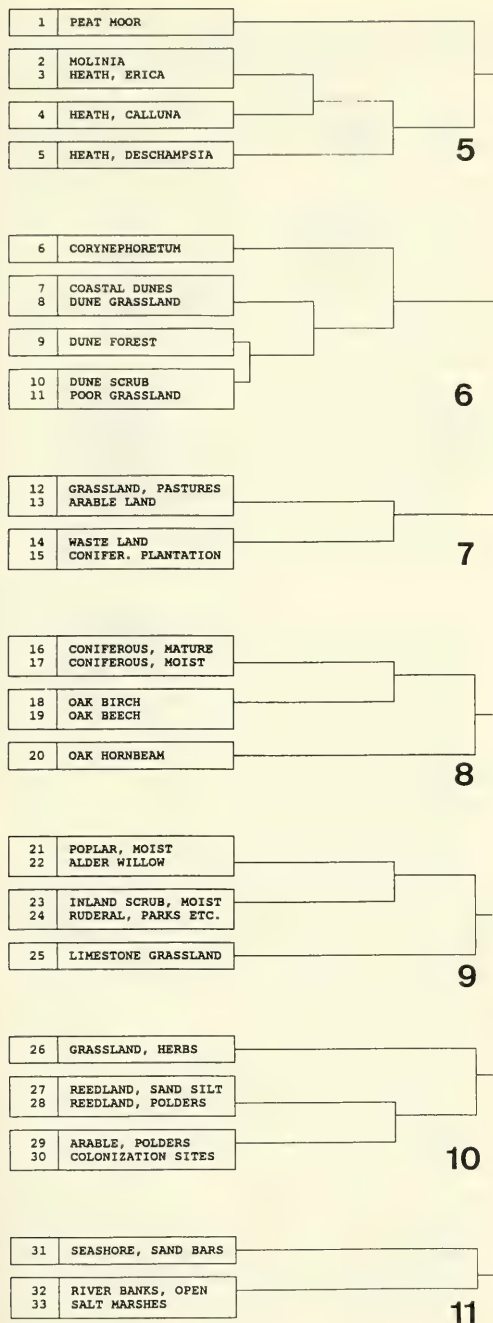 1 PEAT MOOR
2 MOLINIA
3 HEATH, ERICA
4 HEATH, CALLUNA
5 HEATH, DESCHAMPSIA
5
6 CORYNEPHORETUM
7 COASTAL DUNES
8 DUNE GRASSLAND
9 DUNE FOREST
10 DUNE SCRUB
11 POOR GRASSLAND
6
12 GRASSLAND, PASTURES
13 ARABLE LAND
14 WASTE LAND
15 CONIFER. PLANTATION
7
16 CONIFEROUS, MATURE
17 CONIFEROUS, MOIST
18 OAK BIRCH
19 OAK BEECH
20 OAK HORNBEAM
8
21 POPLAR, MOIST
22 ALDER WILLOW
23 INLAND SCRUB, MOIST
24 RUDERAL, PARKS ETC.
25 LIMESTONE GRASSLAND
9
26 GRASSLAND, HERBS
27 REEDLAND, SAND SILT
28 REEDLAND, POLDERS
29 ARABLE, POLDERS
30 COLONIZATION SITES
10
31 SEASHORE, SAND BARS
32 RIVER BANKS, OPEN
33 SALT MARSHES
11